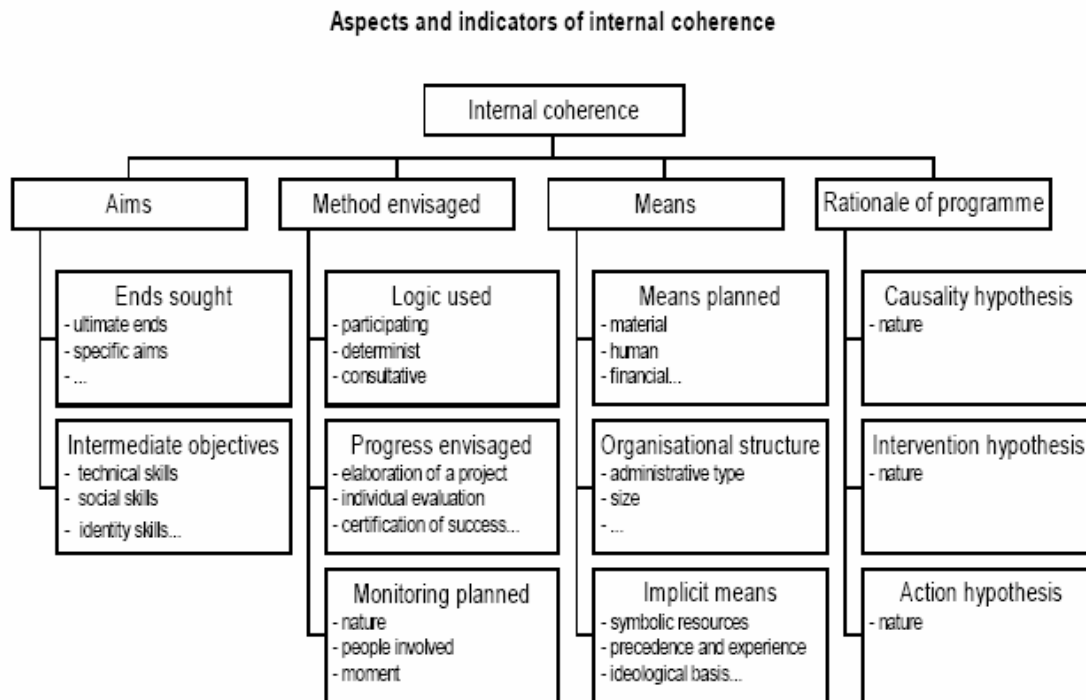 Aspects and indicators of internal coherence
Internal coherence
Aims
Method envisaged
Means
Rationale of programme
Ends sought
- ultimate ends
- specific aims
- ...
Intermediate objectives
- technical skills
- social skills
- identity skills...
Logic used
- participating
- determinist
- consultative
Progress envisaged
- elaboration of a project
- individual evaluation
- certification of success...
Monitoring planned
- nature
- people involved
- moment
Means planned
- material
- human
- financial...
Organisational structure
- administrative type
- size
- ...
Implicit means
- symbolic resources
- precedence and experience
- ideological basis...
Causality hypothesis
- nature
Intervention hypothesis
- nature
Action hypothesis
- nature